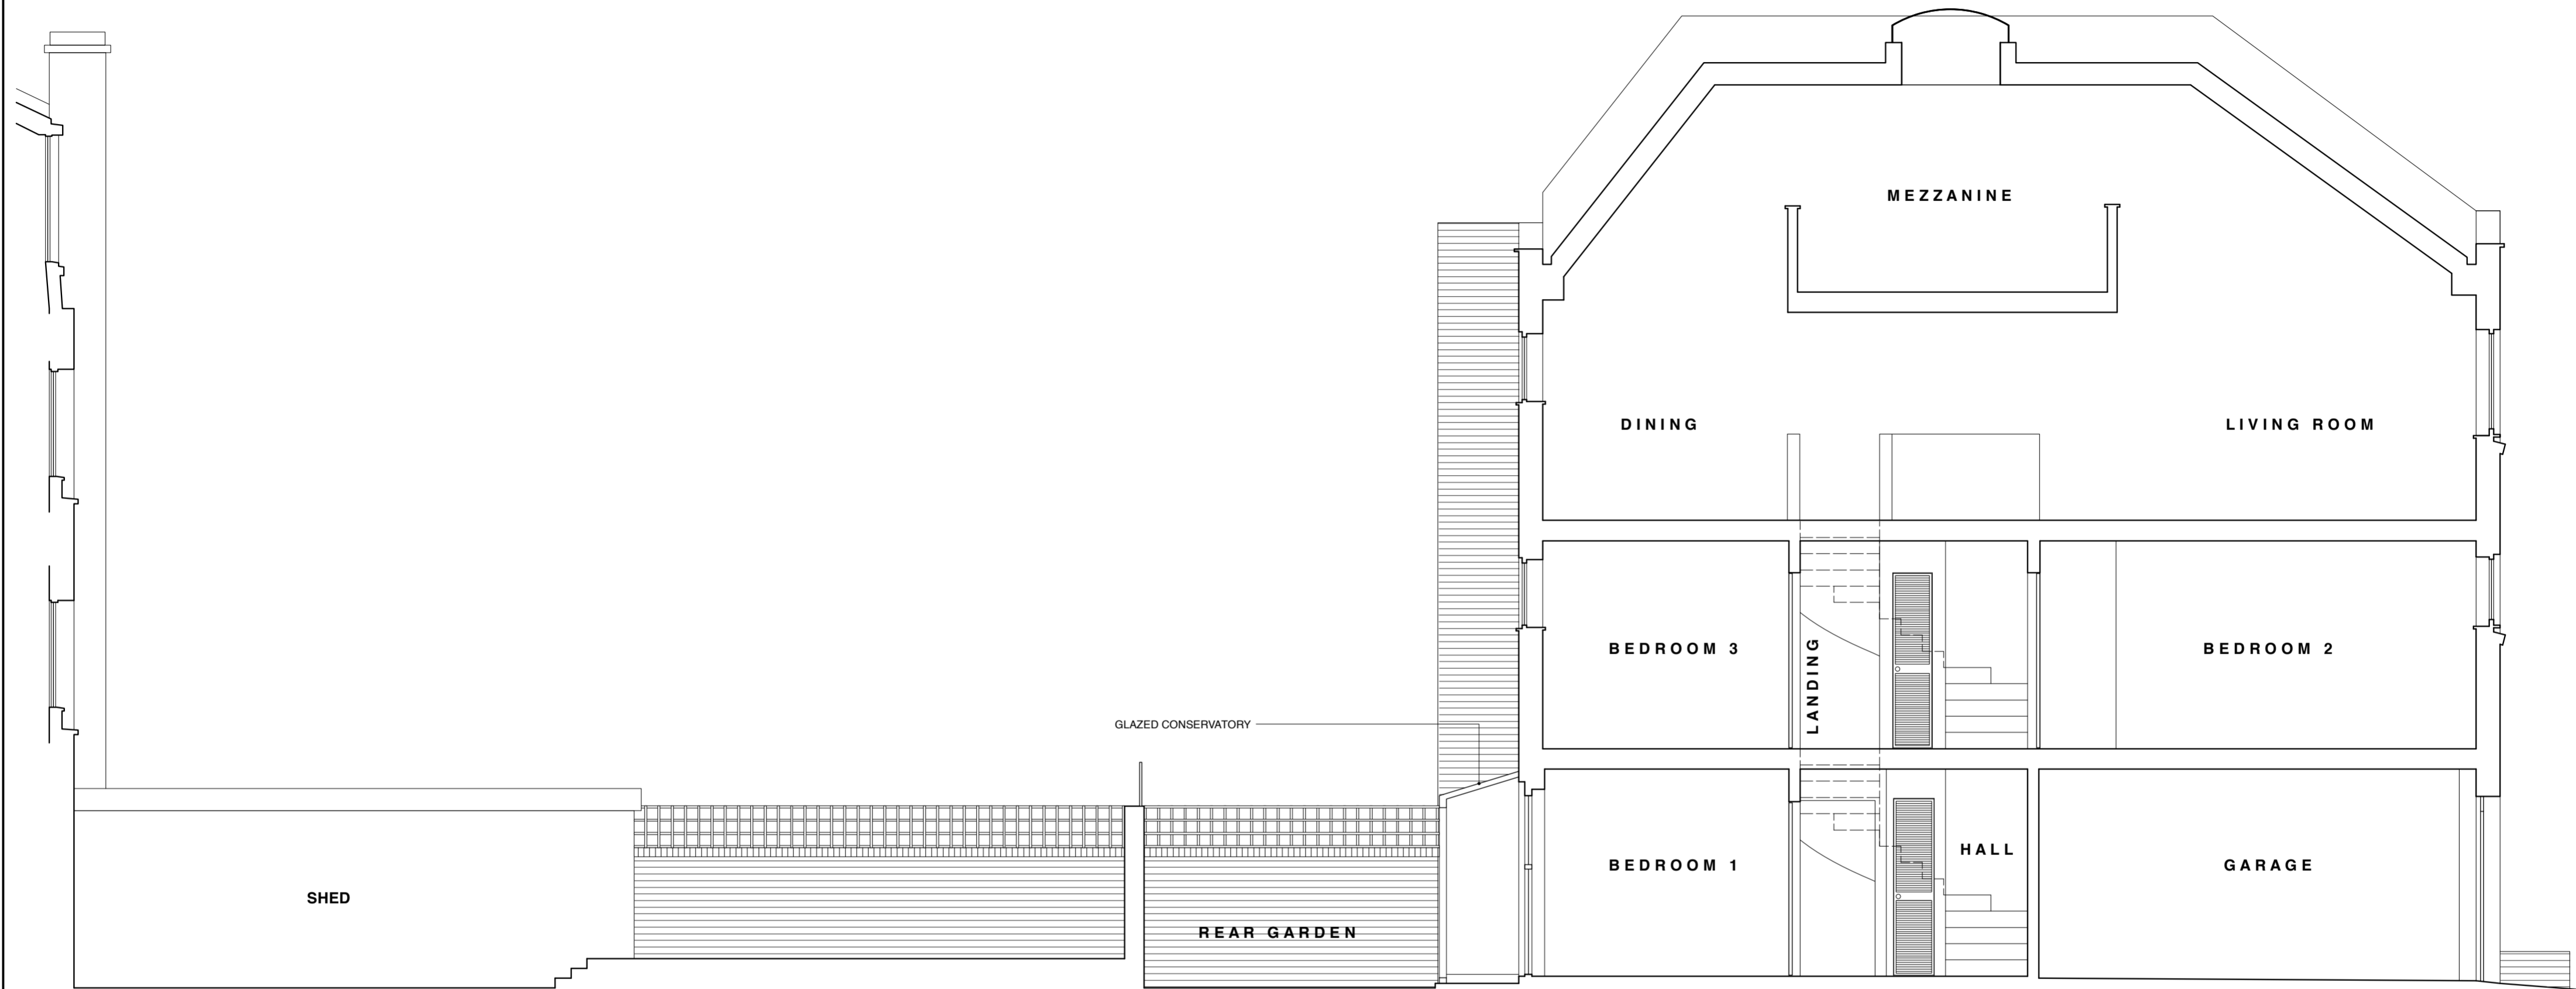 MEZZANINE
DINING
LIVING ROOM
BEDROOM 3
LANDING
BEDROOM 2
GLAZED CONSERVATORY
HALL
BEDROOM 1
GARAGE
SHED
REAR GARDEN